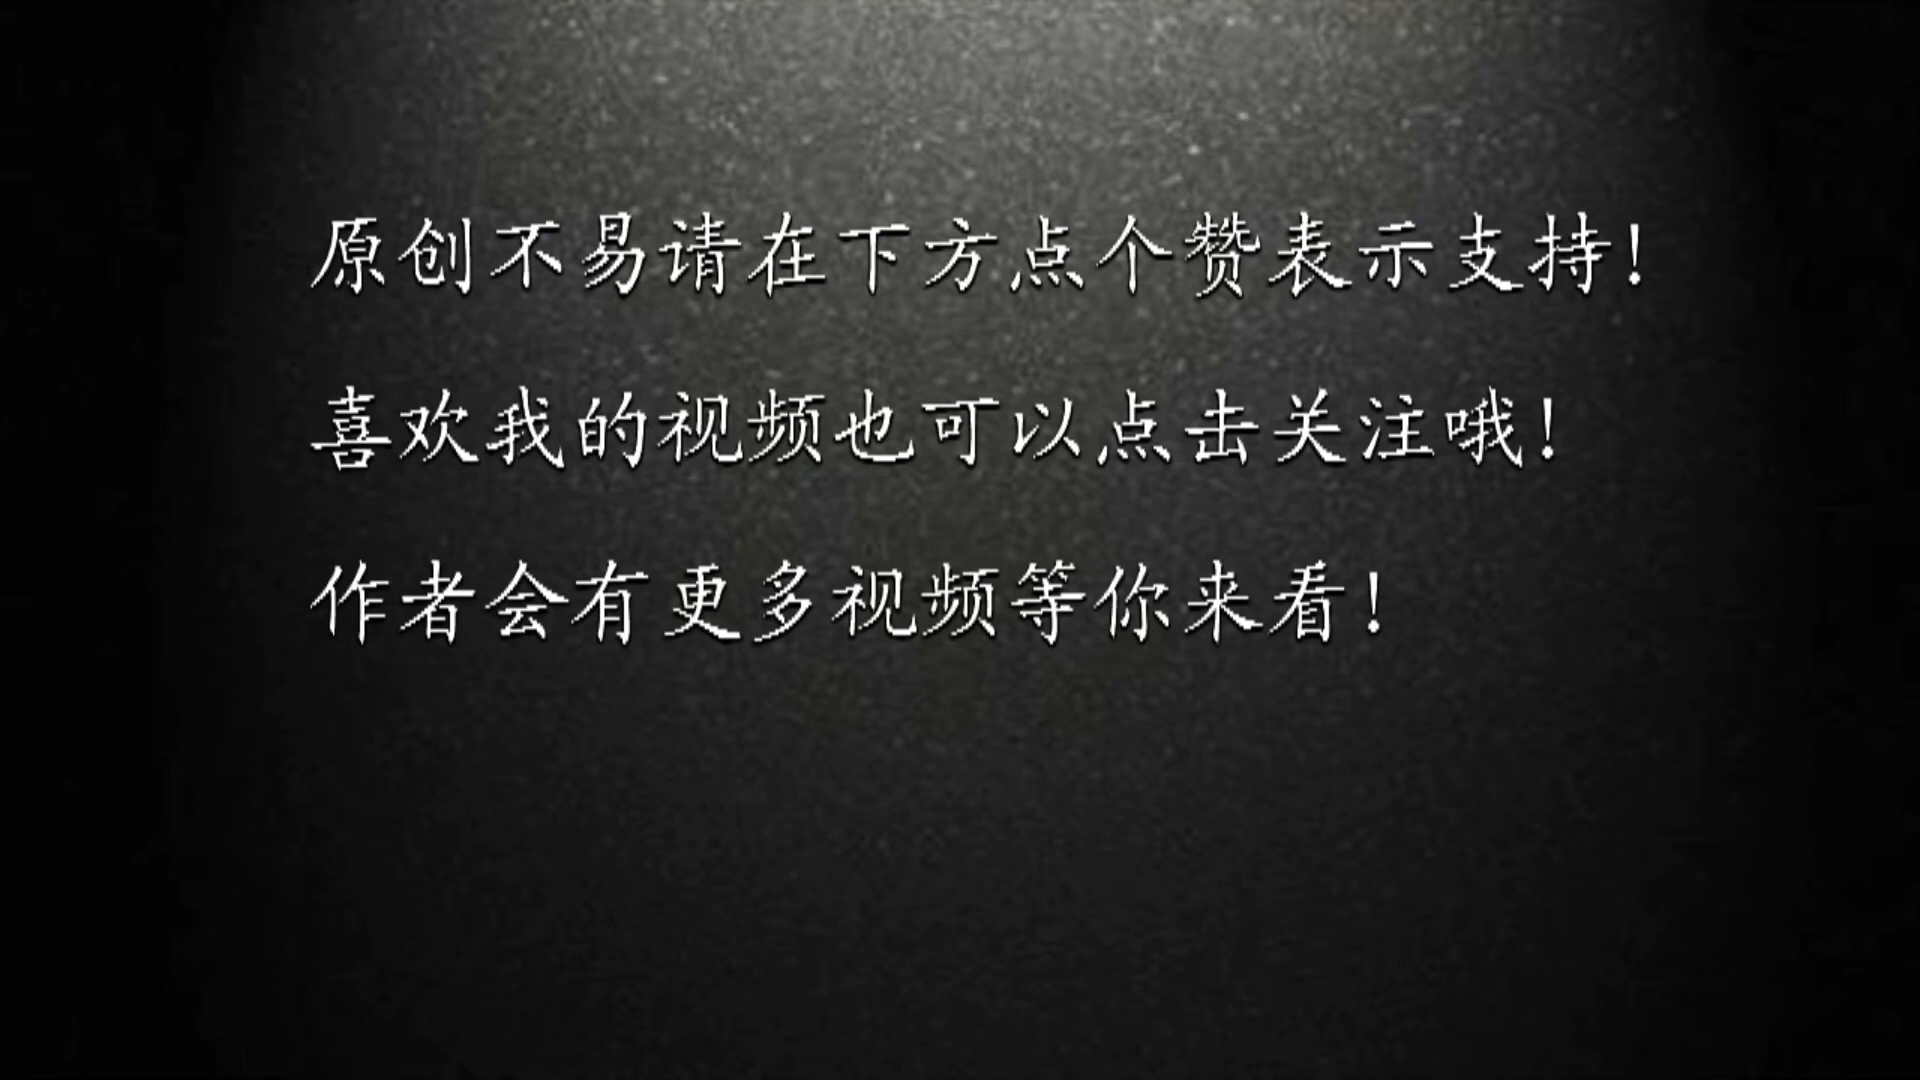 原创不易请在下方点个赞表示支持！
喜欢我的视频也可以点击关注哦！
作者会有更多视频等你来看！